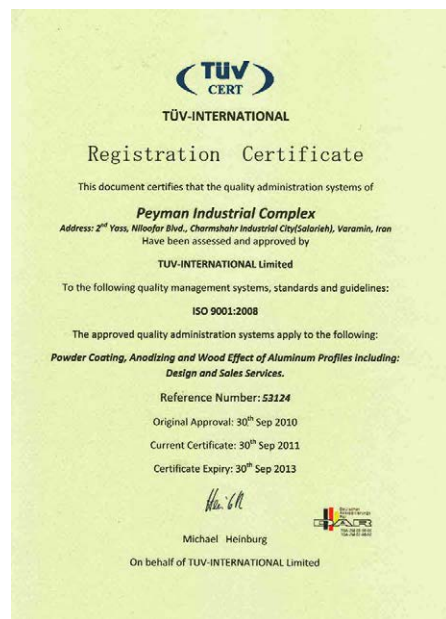 TÜV
CERT
TÜV-INTERNATIONAL
Registration Certificate
This document certifies that the quality administration systems of
Peyman Industrial Complex
Address: 2nd Yass, Niloofar Blvd., Charmshahr Industrial City(Salarieh), Varamin, Iran
Have been assessed and approved by
TUV-INTERNATIONAL Limited
To the following quality management systems, standards and guidelines:
ISO 9001:2008
The approved quality administration systems apply to the following:
Powder Coating, Anodizing and Wood Effect of Aluminum Profiles including:
Design and Sales Services.
Reference Number: 53124
Original Approval: 30th Sep 2010
Current Certificate: 30th Sep 2011
Certificate Expiry: 30th Sep 2013
DAR
Michael Heinburg
On behalf of TUV-INTERNATIONAL Limited